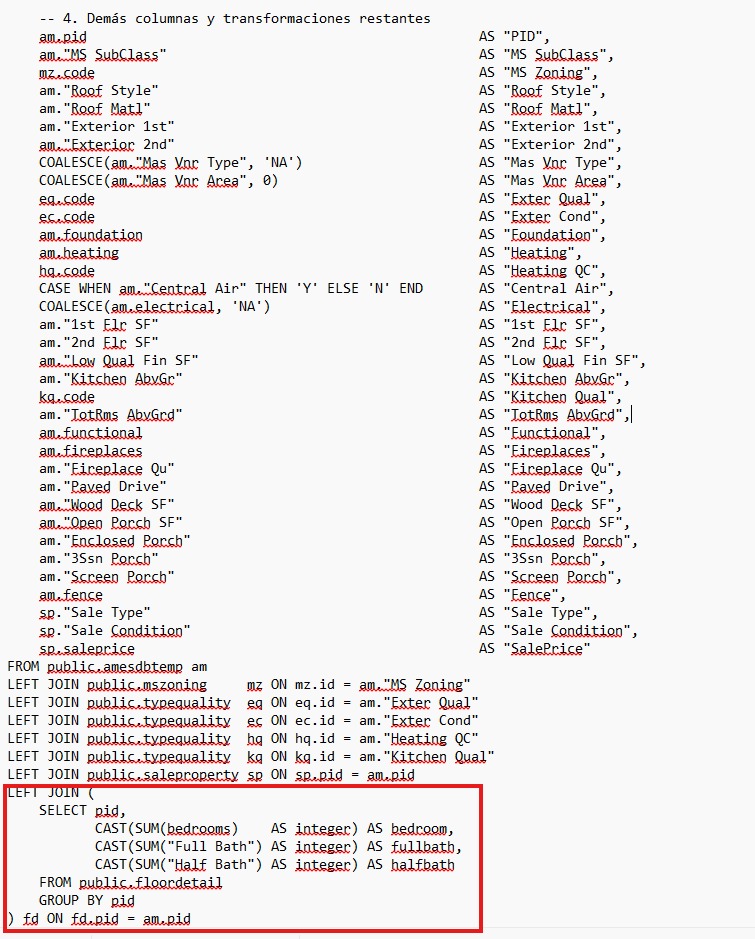 -- 4. Demás columnas y transformaciones restantes
am.pid AS "PID",
am."MS SubClass" AS "MS SubClass",
mz.code AS "MS Zoning",
am."Roof Style" AS "Roof Style",
am."Roof Matl" AS "Roof Matl",
am."Exterior 1st" AS "Exterior 1st",
am."Exterior 2nd" AS "Exterior 2nd",
COALESCE(am."Mas Vnr Type", 'NA') AS "Mas Vnr Type",
COALESCE(am."Mas Vnr Area", 0) AS "Mas Vnr Area",
eq.code AS "Exter Qual",
ec.code AS "Exter Cond",
am.foundation AS "Foundation",
am.heating AS "Heating",
hq.code AS "Heating QC",
CASE WHEN am."Central Air" THEN 'Y' ELSE 'N' END AS "Central Air",
COALESCE(am.electrical, 'NA') AS "Electrical",
am."1st Flr SF" AS "1st Flr SF",
am."2nd Flr SF" AS "2nd Flr SF",
am."Low Qual Fin SF" AS "Low Qual Fin SF",
am."Kitchen AbvGr" AS "Kitchen AbvGr",
kq.code AS "Kitchen Qual",
am."TotRms AbvGrd" AS "TotRms AbvGrd",
am.functional AS "Functional",
am.fireplaces AS "Fireplaces",
am."Fireplace Qu" AS "Fireplace Qu",
am."Paved Drive" AS "Paved Drive",
am."Wood Deck SF" AS "Wood Deck SF",
am."Open Porch SF" AS "Open Porch SF",
am."Enclosed Porch" AS "Enclosed Porch",
am."3Ssn Porch" AS "3Ssn Porch",
am."Screen Porch" AS "Screen Porch",
am.fence AS "Fence",
sp."Sale Type" AS "Sale Type",
sp."Sale Condition" AS "Sale Condition",
sp.saleprice AS "SalePrice"
FROM public.amesdbtemp am
LEFT JOIN public.mszoning mz ON mz.id = am."MS Zoning"
LEFT JOIN public.typequality eq ON eq.id = am."Exter Qual"
LEFT JOIN public.typequality ec ON ec.id = am."Exter Cond"
LEFT JOIN public.typequality hq ON hq.id = am."Heating QC"
LEFT JOIN public.typequality kq ON kq.id = am."Kitchen Qual"
LEFT JOIN public.saleproperty sp ON sp.pid = am.pid
LEFT JOIN (
SELECT pid,
CAST(SUM(bedrooms) AS integer) AS bedroom,
CAST(SUM("Full Bath") AS integer) AS fullbath,
CAST(SUM("Half Bath") AS integer) AS halfbath
FROM public.floordetail
GROUP BY pid
) fd ON fd.pid = am.pid